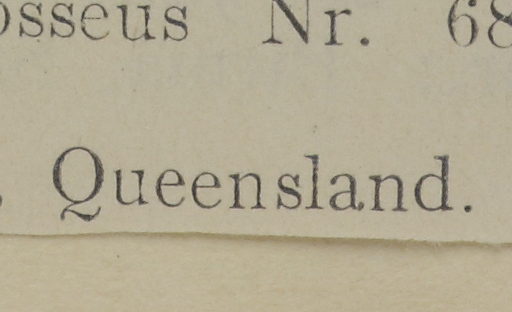 osseus Nr. 68
, Queensland.